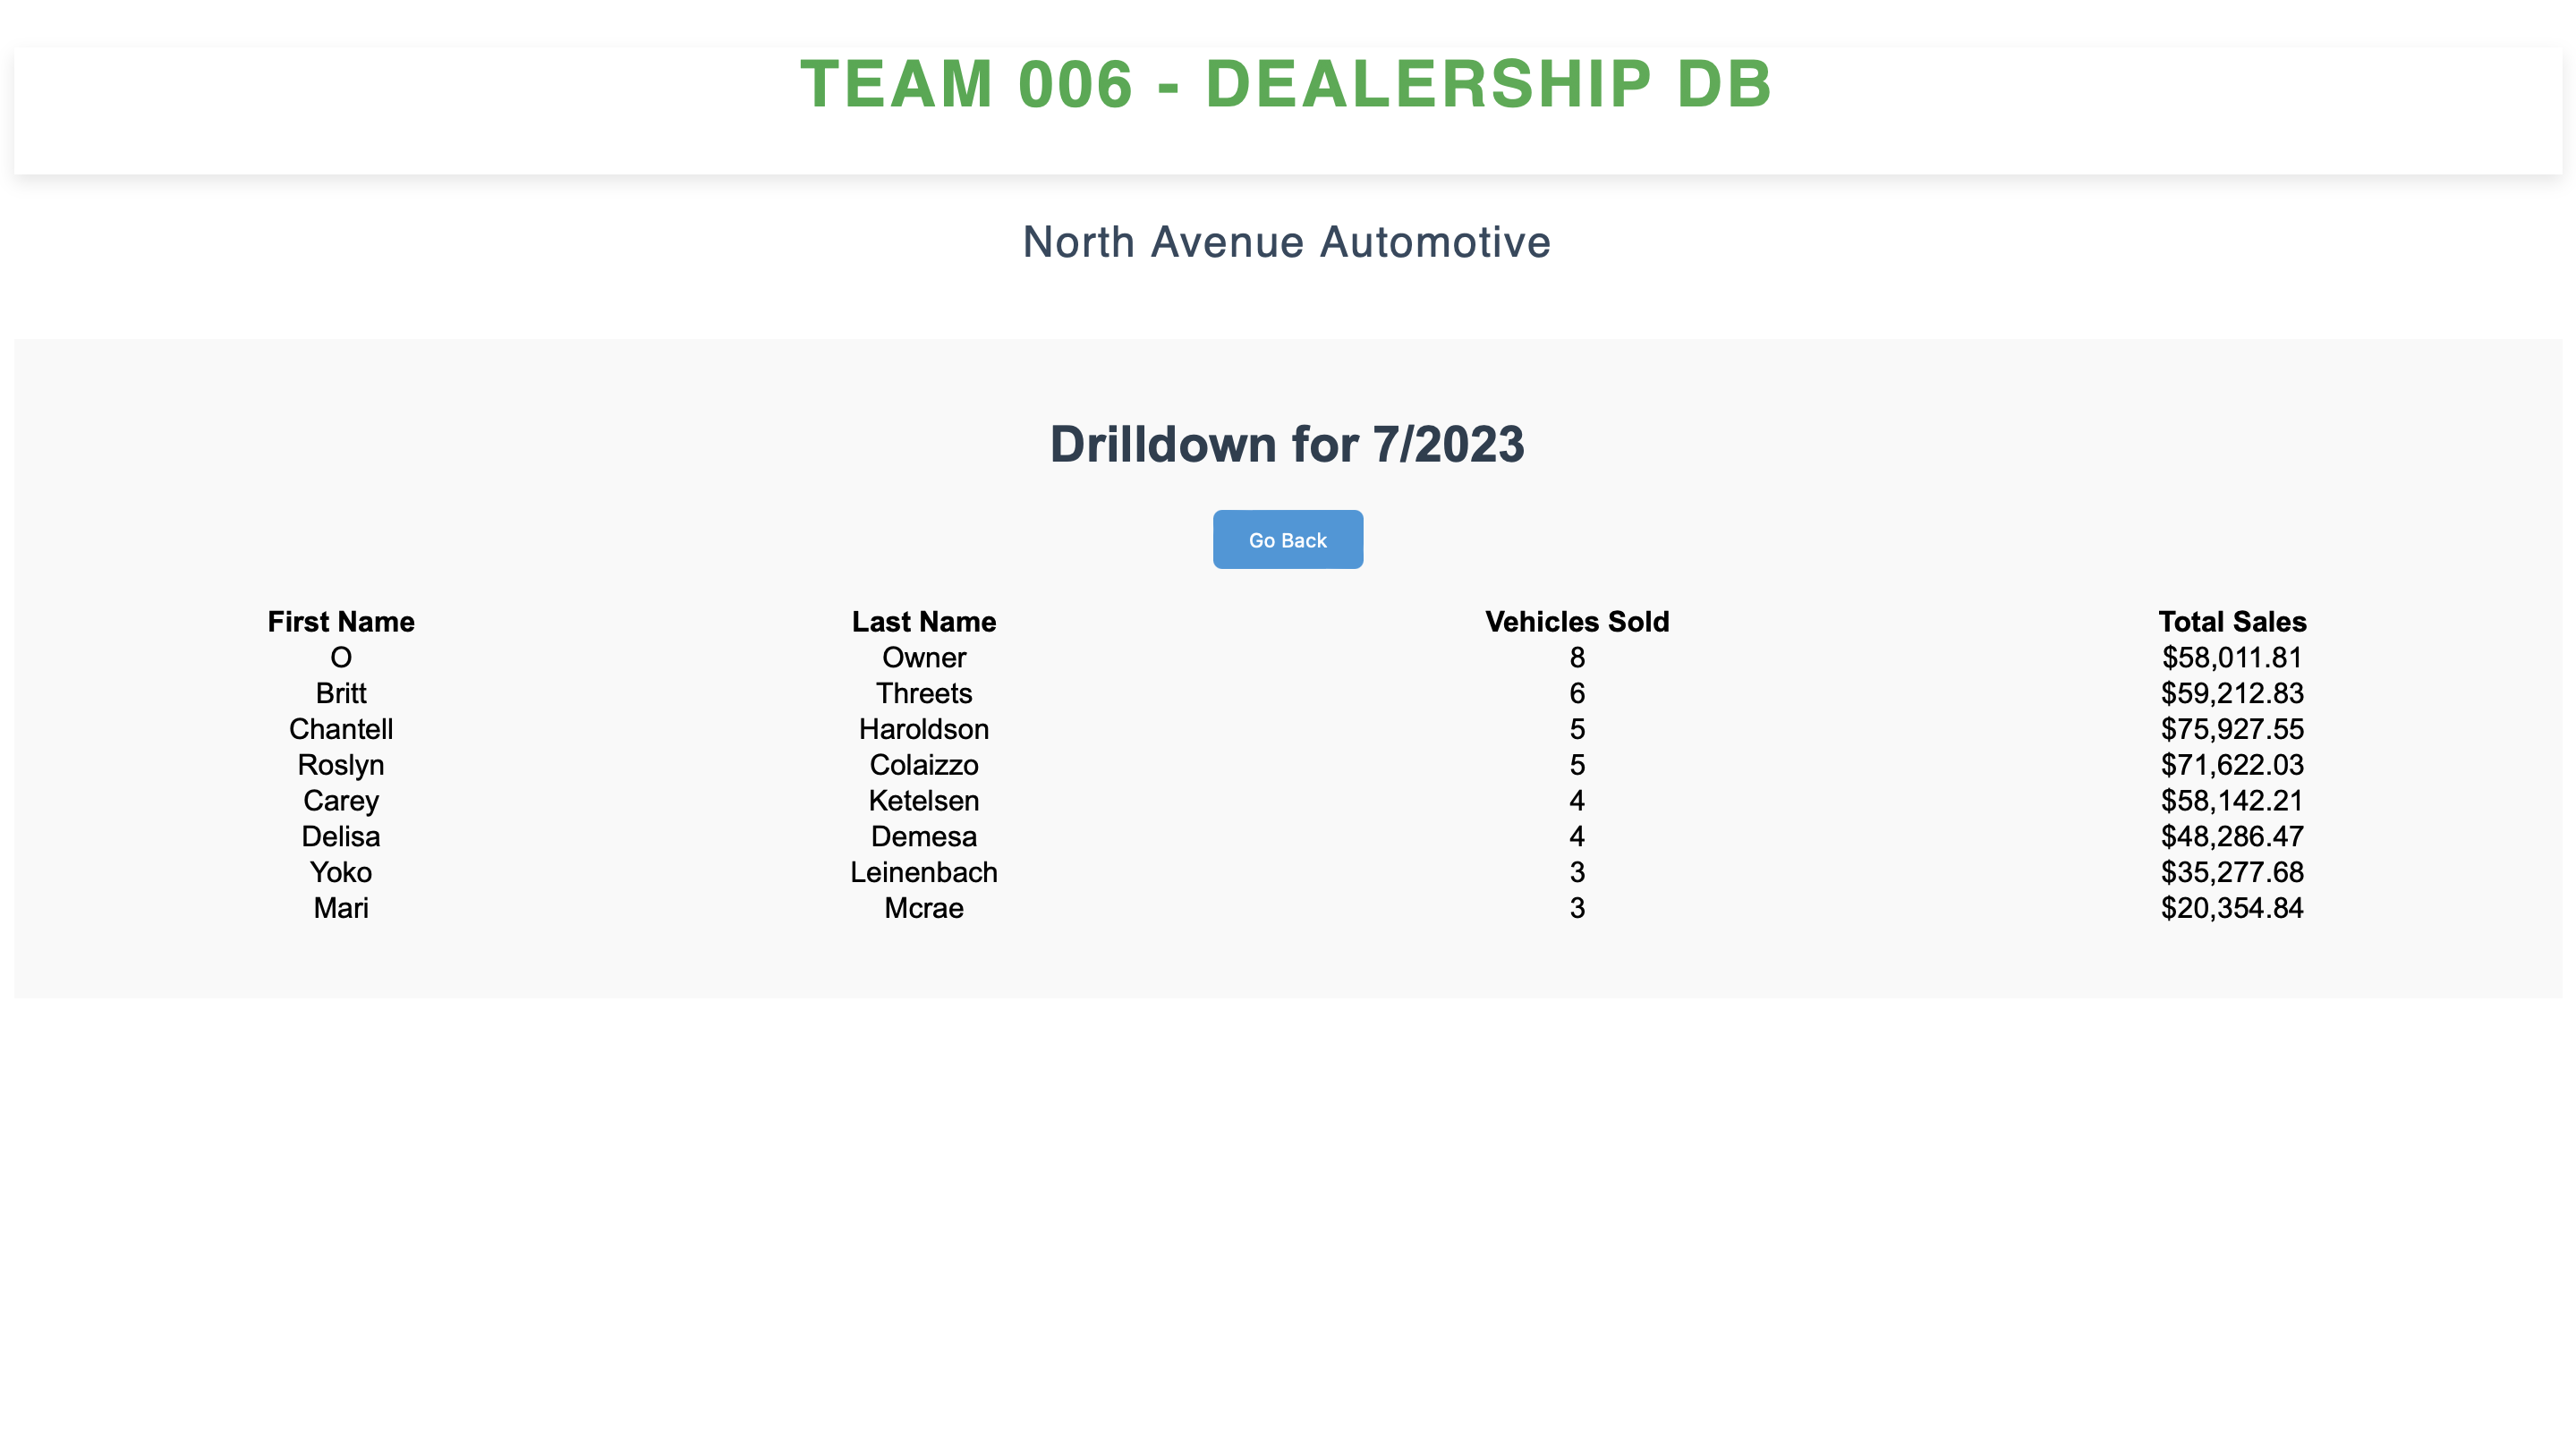 TEAM 006 - DEALERSHIP DB
North Avenue Automotive
Drilldown for 7/2023
Go Back
First Name Last Name Vehicles Sold Total Sales
O Owner 8 $58,011.81
Britt Threets 6 $59,212.83
Chantell Haroldson 5 $75,927.55
Roslyn Colaizzo 5 $71,622.03
Carey Ketelsen 4 $58,142.21
Delisa Demesa 4 $48,286.47
Yoko Leinenbach 3 $35,277.68
Mari Mcrae 3 $20,354.84